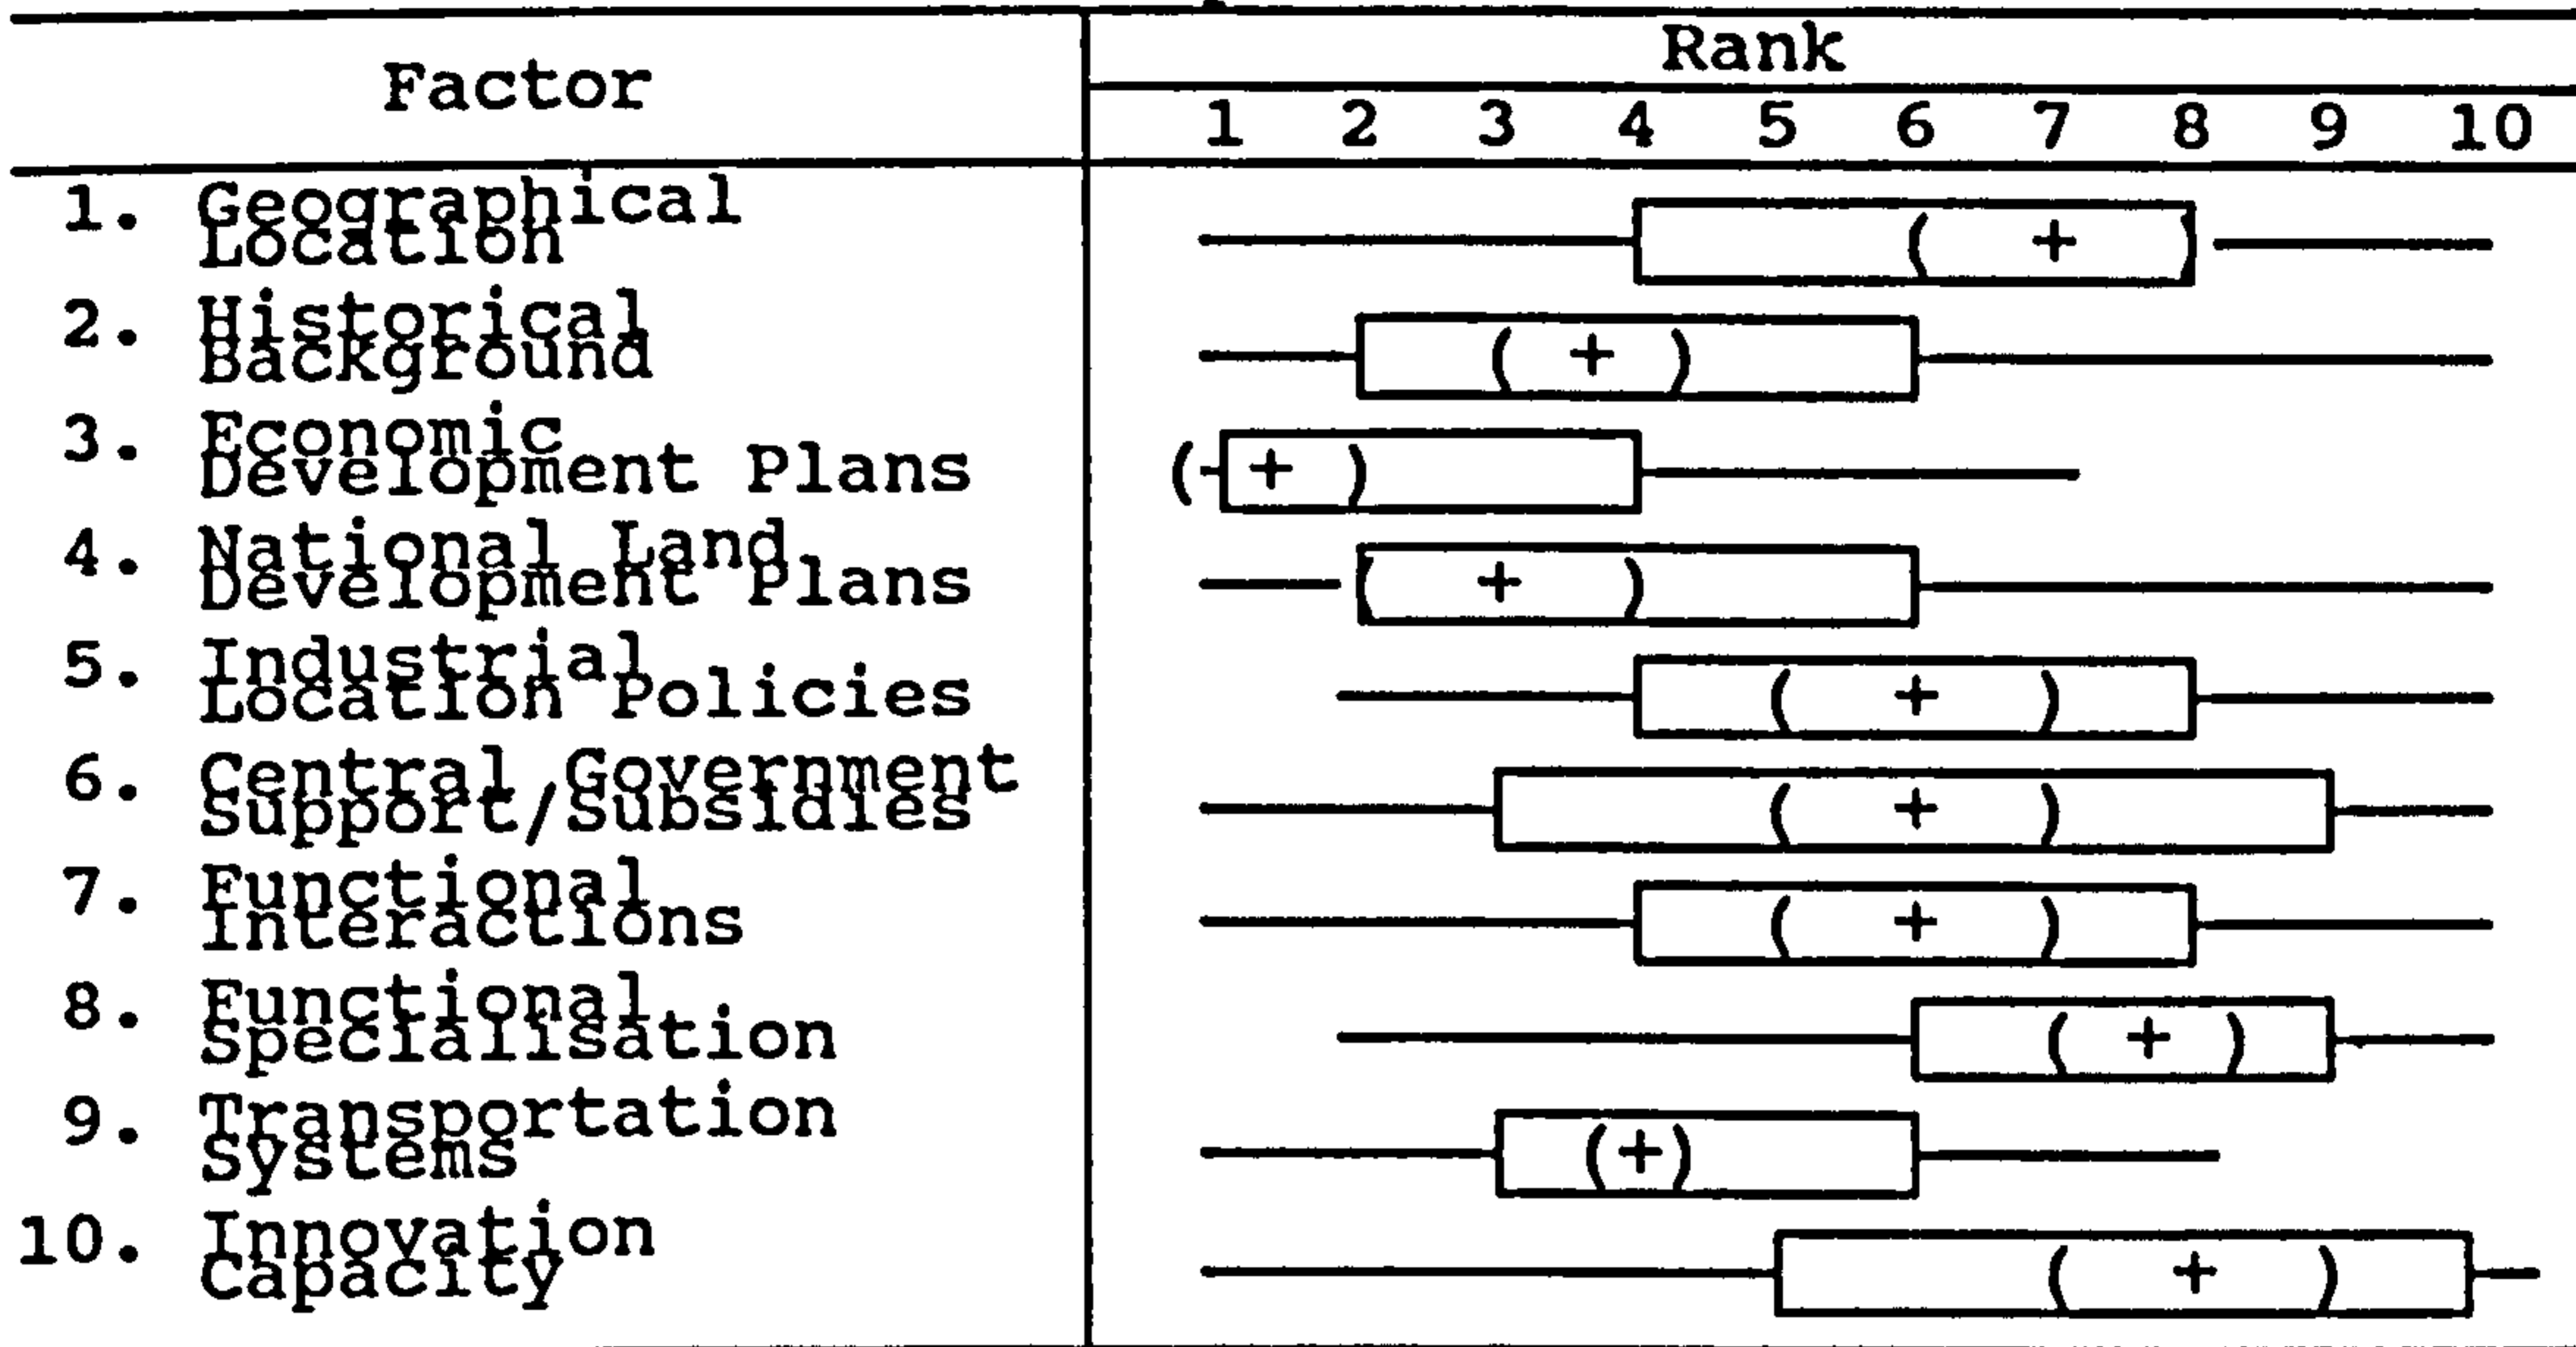 Factor
Rank
1 2 3 4 5 6 7 8 9 10
1. Geographical
Location
2. Historical
Background
3. Economic
Development Plans
4. National Land
Development Plans
5. Industrial
Location Policies
6. Central Government
Support/Subsidies
7. Functional
Interactions
8. Functional
Specialisation
9. Transportation
Systems
10. Innovation
Capacity